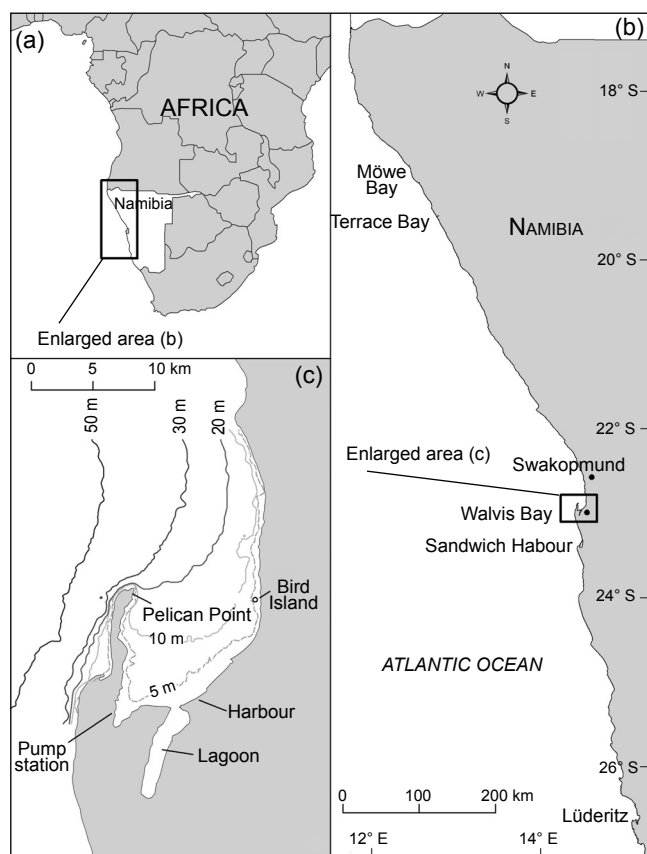 (a)
AFRICA
Namibia
Enlarged area (b)
(b)
N
W
E
S
18° S
Möwe
Bay
Terrace Bay
NAMIBIA
20° S
22° S
Enlarged area (c)
Swakopmund
Walvis Bay
Sandwich Habour
24° S
ATLANTIC OCEAN
26° S
0 100 200 km
Lüderitz
12° E 14° E
(c)
0 5 10 km
50 m
30 m
20 m
Bird
Island
Pelican Point
10 m
5 m
Harbour
Pump
station
Lagoon